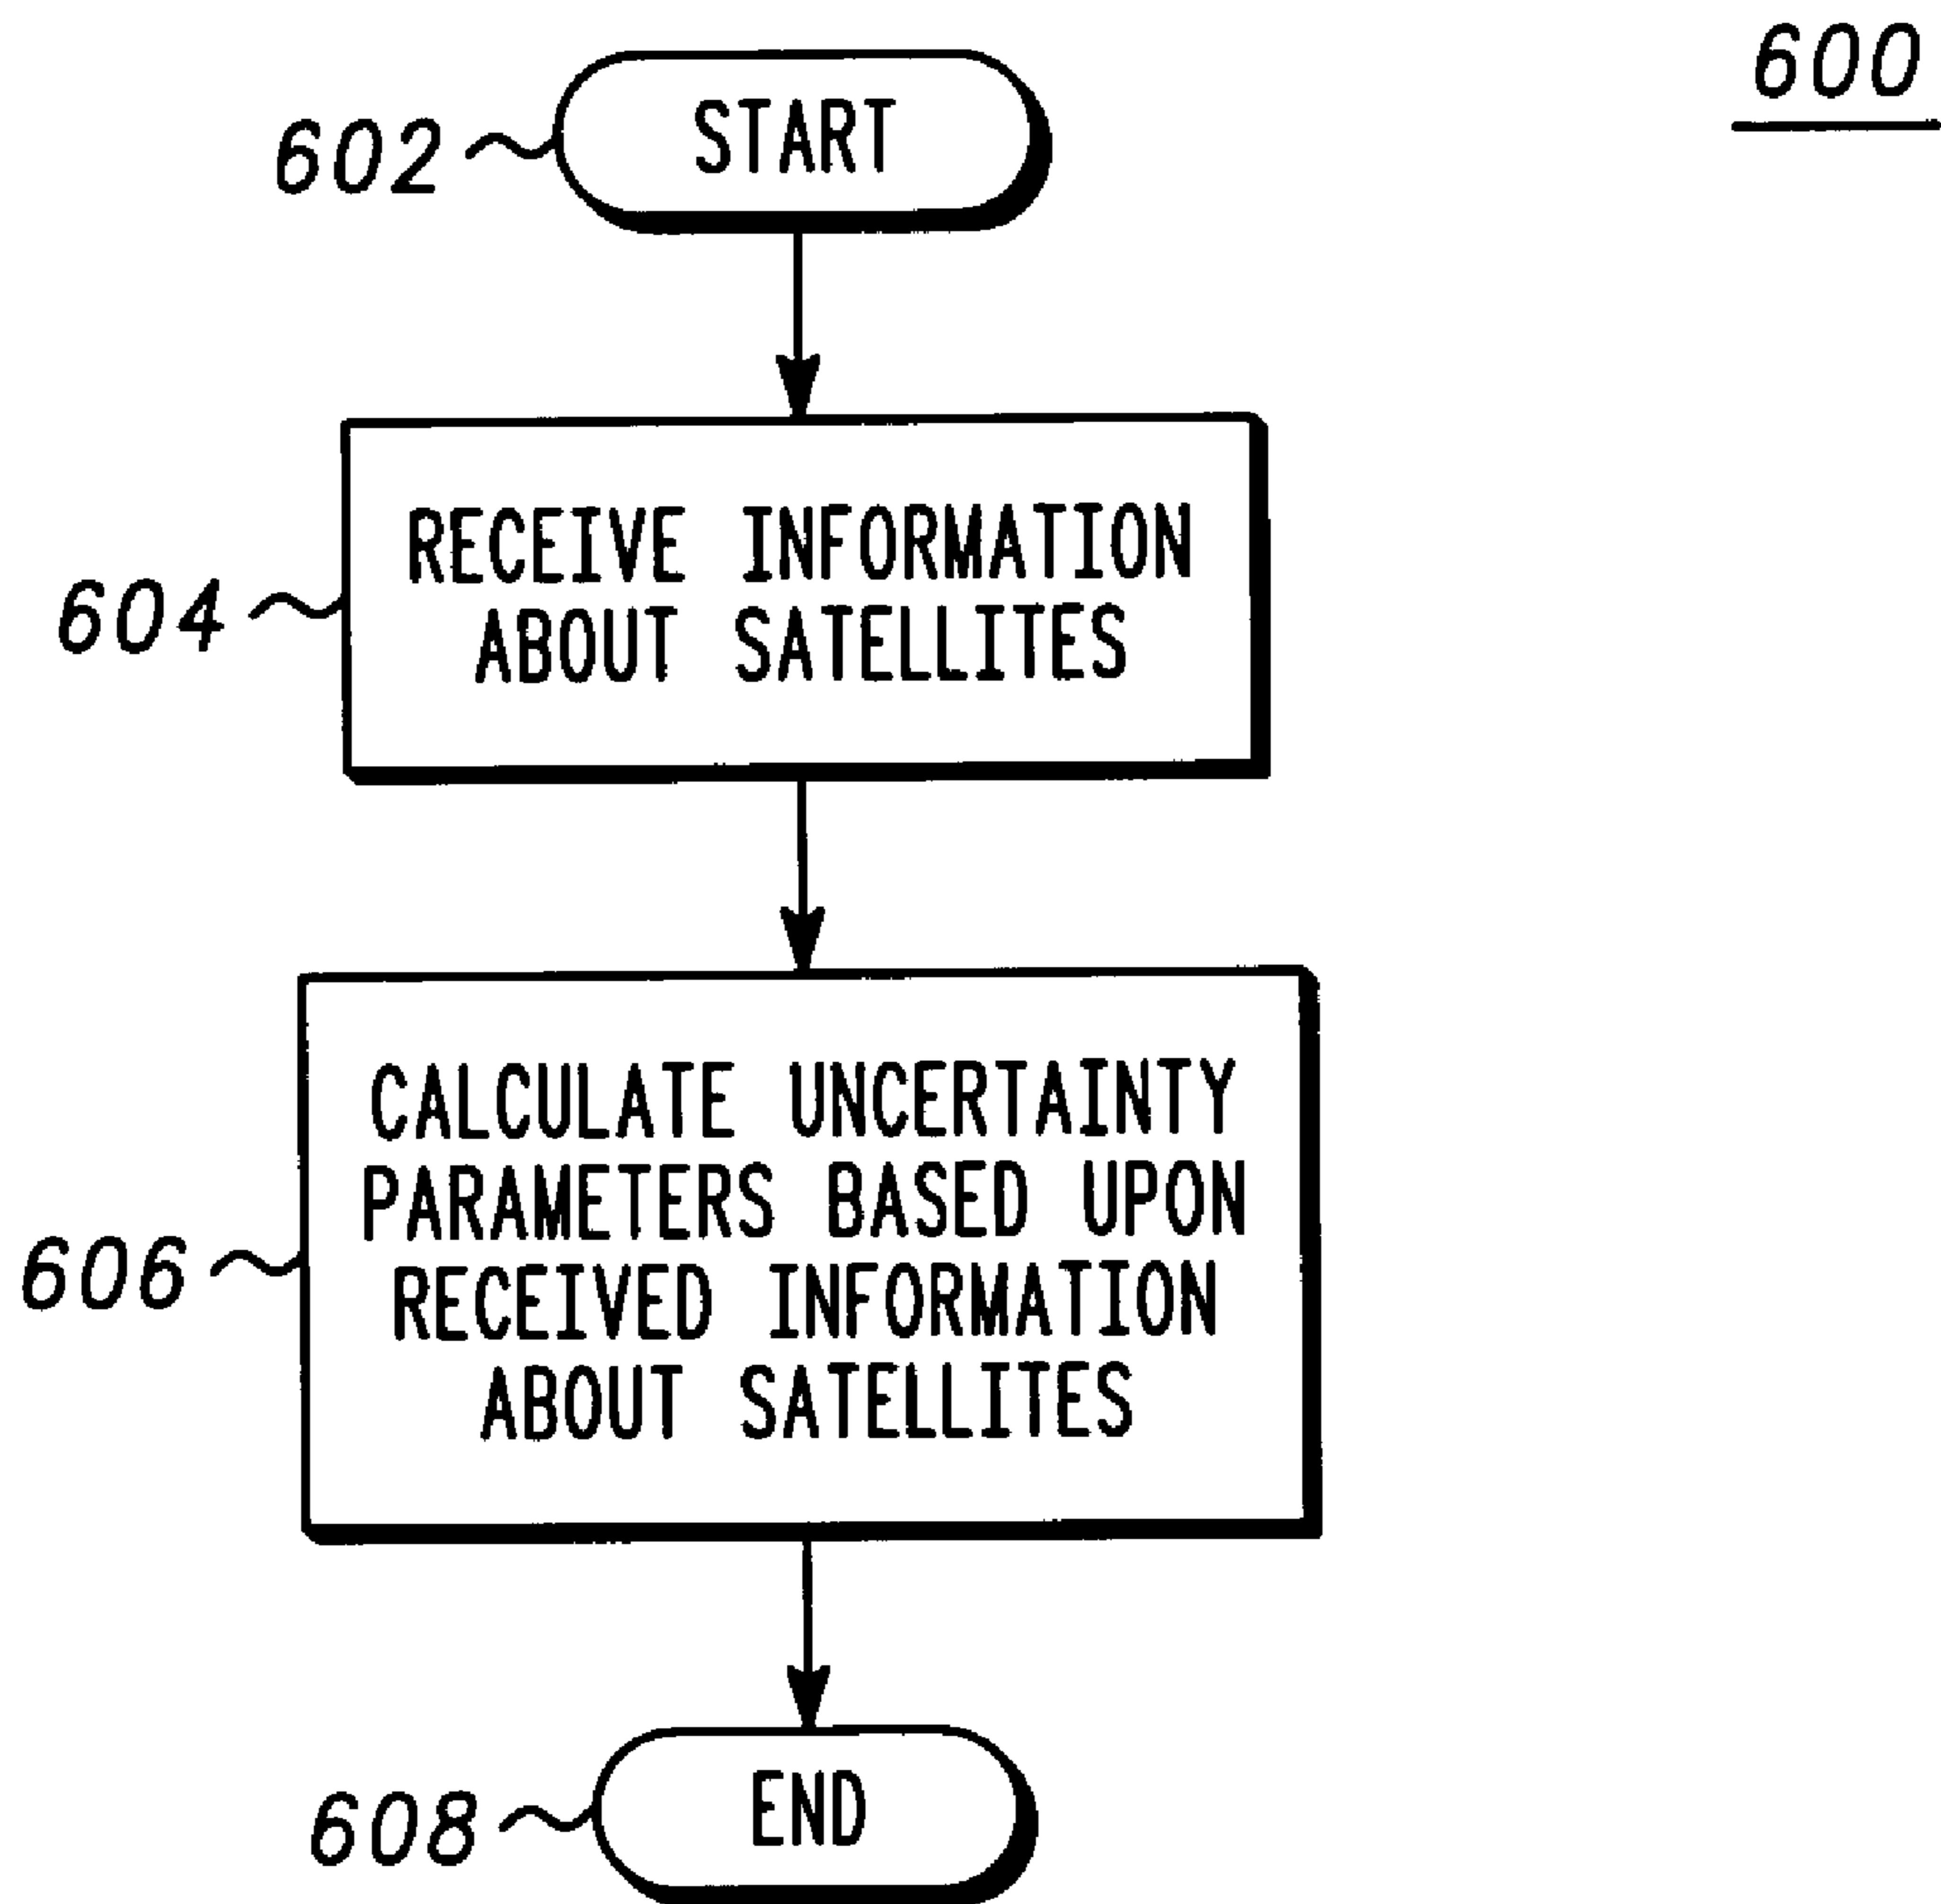 600
602
START
604
RECEIVE INFORMATION
ABOUT SATELLITES
606
CALCULATE UNCERTAINTY
PARAMETERS BASED UPON
RECEIVED INFORMATION
ABOUT SATELLITES
608
END